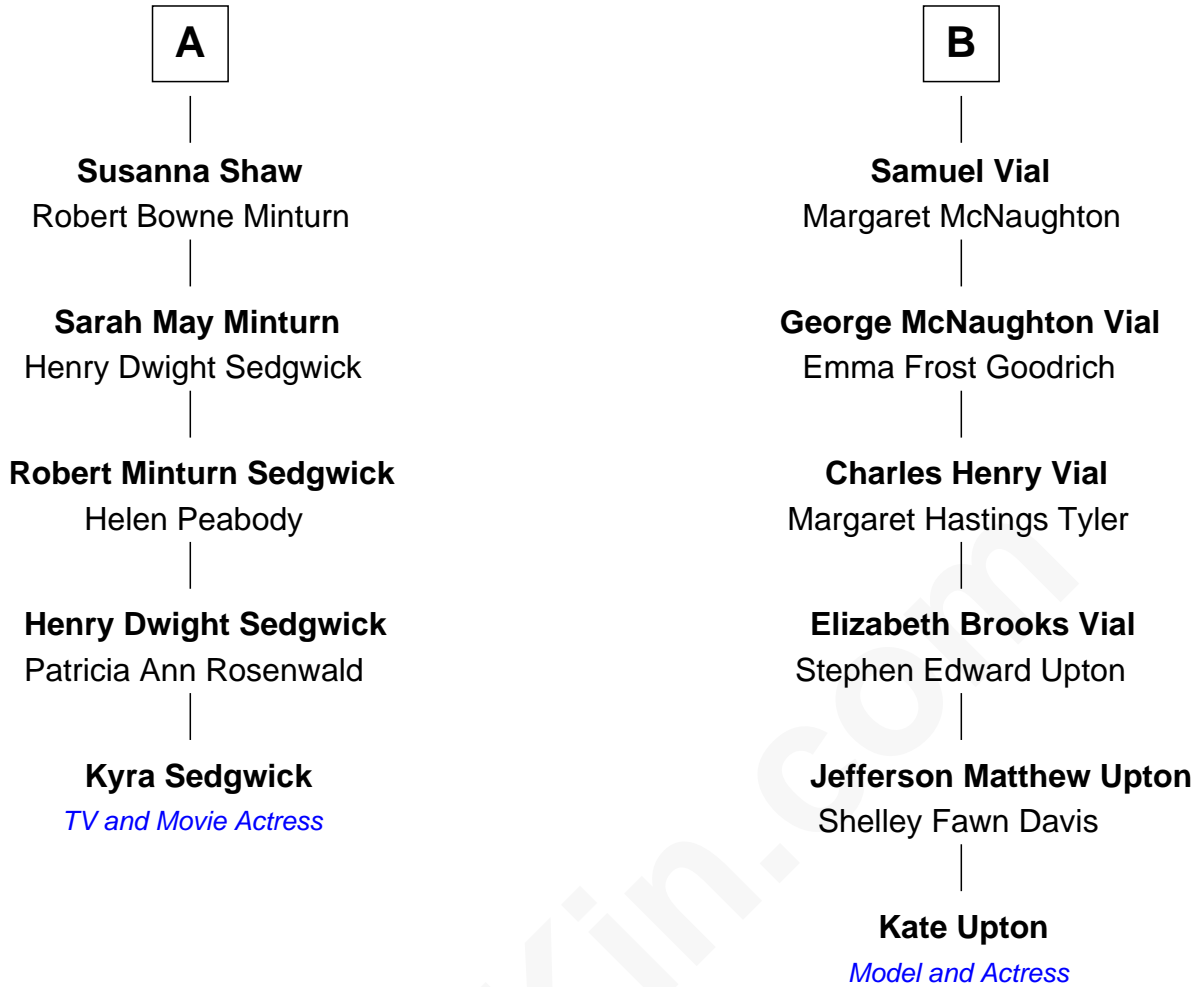 A
Susanna Shaw
Robert Bowne Minturn
Sarah May Minturn
Henry Dwight Sedgwick
Robert Minturn Sedgwick
Helen Peabody
Henry Dwight Sedgwick
Patricia Ann Rosenwald
Kyra Sedgwick
TV and Movie Actress
B
Samuel Vial
Margaret McNaughton
George McNaughton Vial
Emma Frost Goodrich
Charles Henry Vial
Margaret Hastings Tyler
Elizabeth Brooks Vial
Stephen Edward Upton
Jefferson Matthew Upton
Shelley Fawn Davis
Kate Upton
Model and Actress